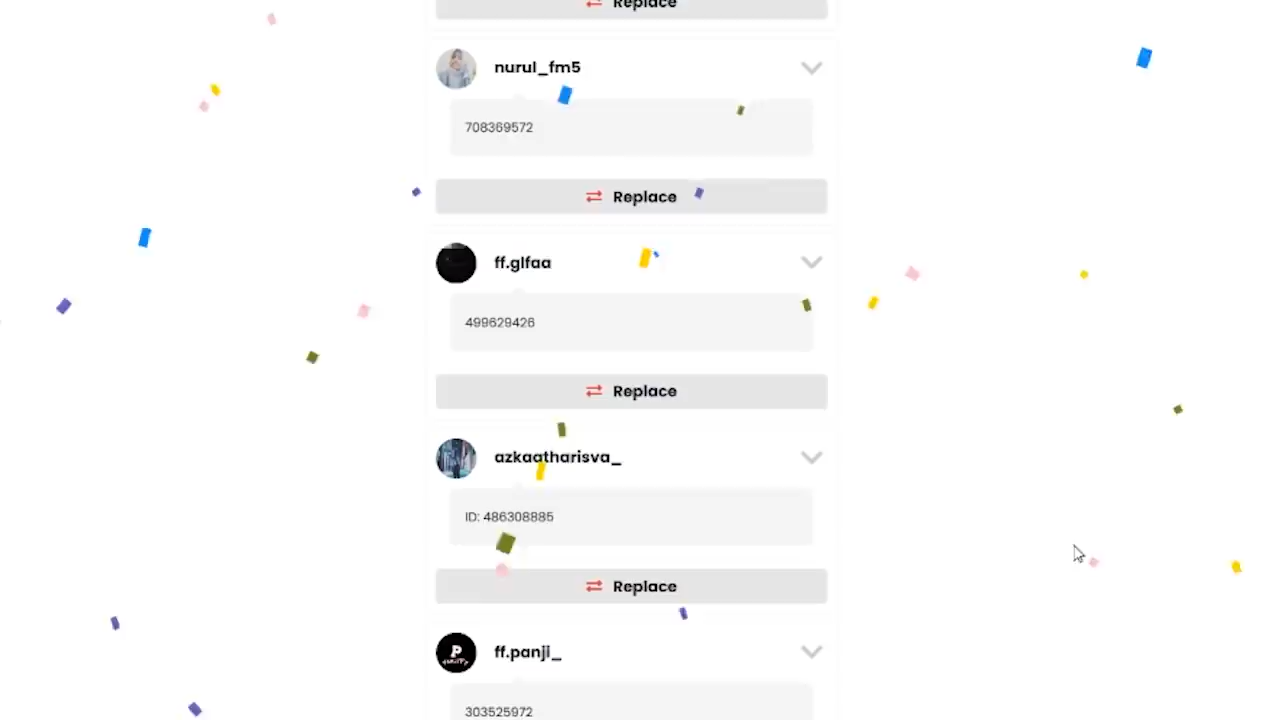 Replace
nurul_fm5
708369572
Replace
ff.glfaa
499629426
Replace
azkaatharisva_
ID: 486308885
Replace
ff.panji_
303525972